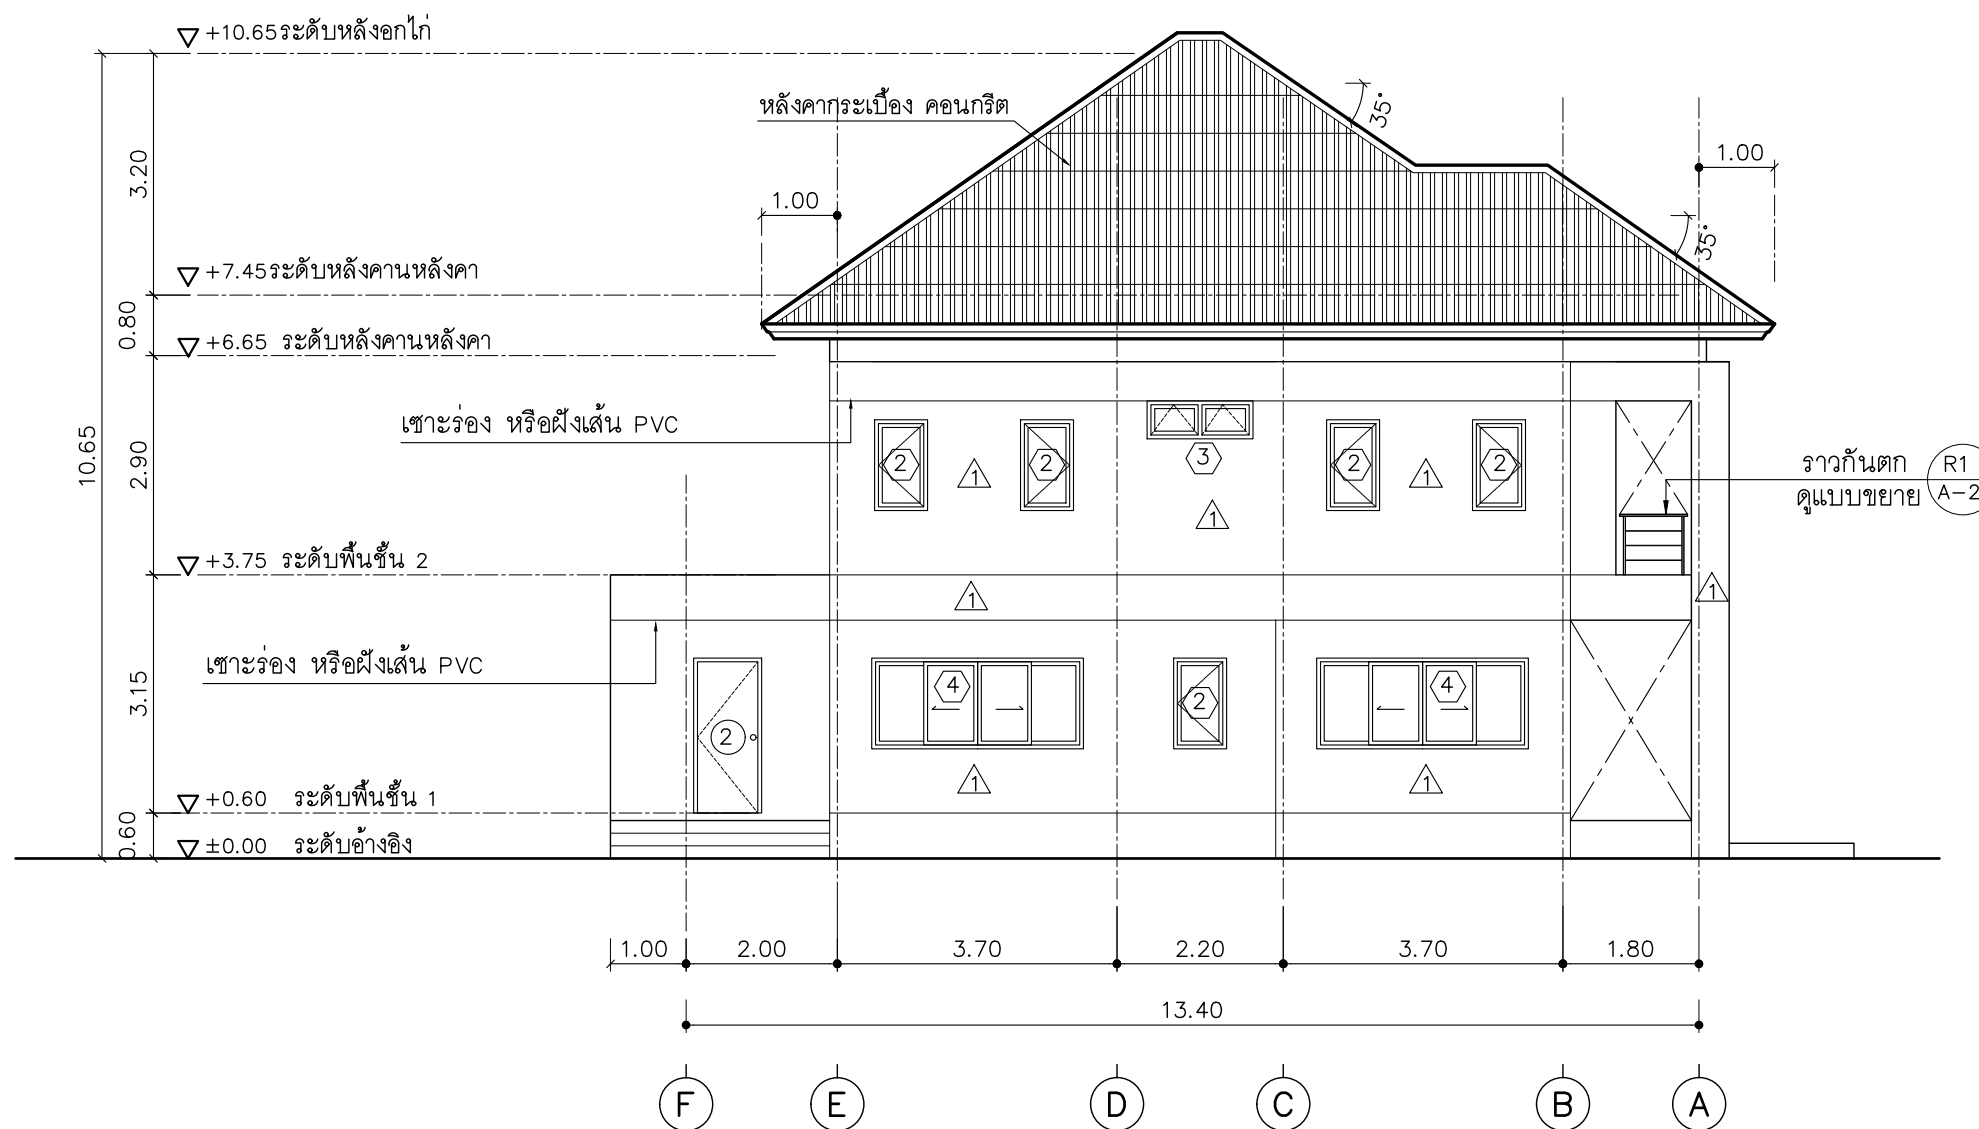 +10.65ระดับหลังอกไก่
หลังคากระเบื้อง คอนกรีต
35°
1.00
3.20
1.00
35°
+7.45ระดับหลังคานหลังคา
0.80
+6.65 ระดับหลังคานหลังคา
เซาะร่อง หรือฝังเส้น PVC
10.65
2.90
2
1
2
3
1
2
1
2
ราวกันตก
ดูแบบขยาย
R1
A-2
+3.75 ระดับพื้นชั้น 2
1
1
เซาะร่อง หรือฝังเส้น PVC
3.15
2
4
2
4
1
1
+0.60 ระดับพื้นชั้น 1
0.60
±0.00 ระดับอ้างอิง
x
1.00 2.00 3.70 2.20 3.70 1.80
13.40
F E D C B A